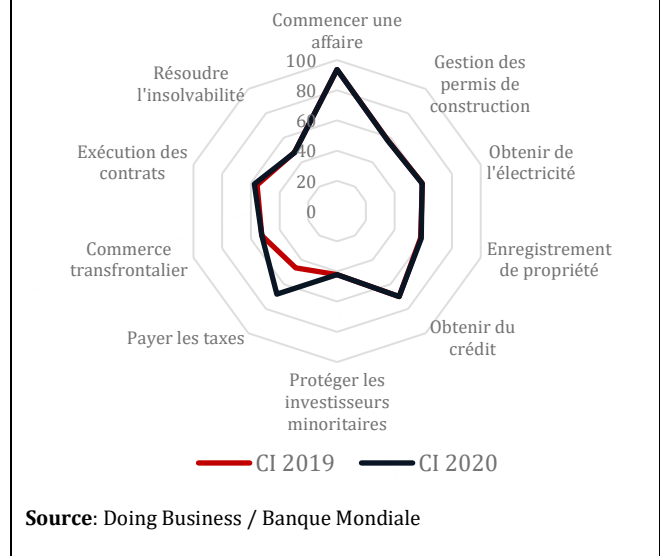 Commencer une
affaire
Gestion des
permis de
construction
Obtenir de
l'électricité
Enregistrement
de propriété
Obtenir du
crédit
Protéger les
investisseurs
minoritaires
Payer les taxes
Commerce
transfrontalier
Exécution des
contrats
Résoudre
l'insolvabilité
100
80
60
40
20
0
CI 2019
CI 2020
Source: Doing Business / Banque Mondiale